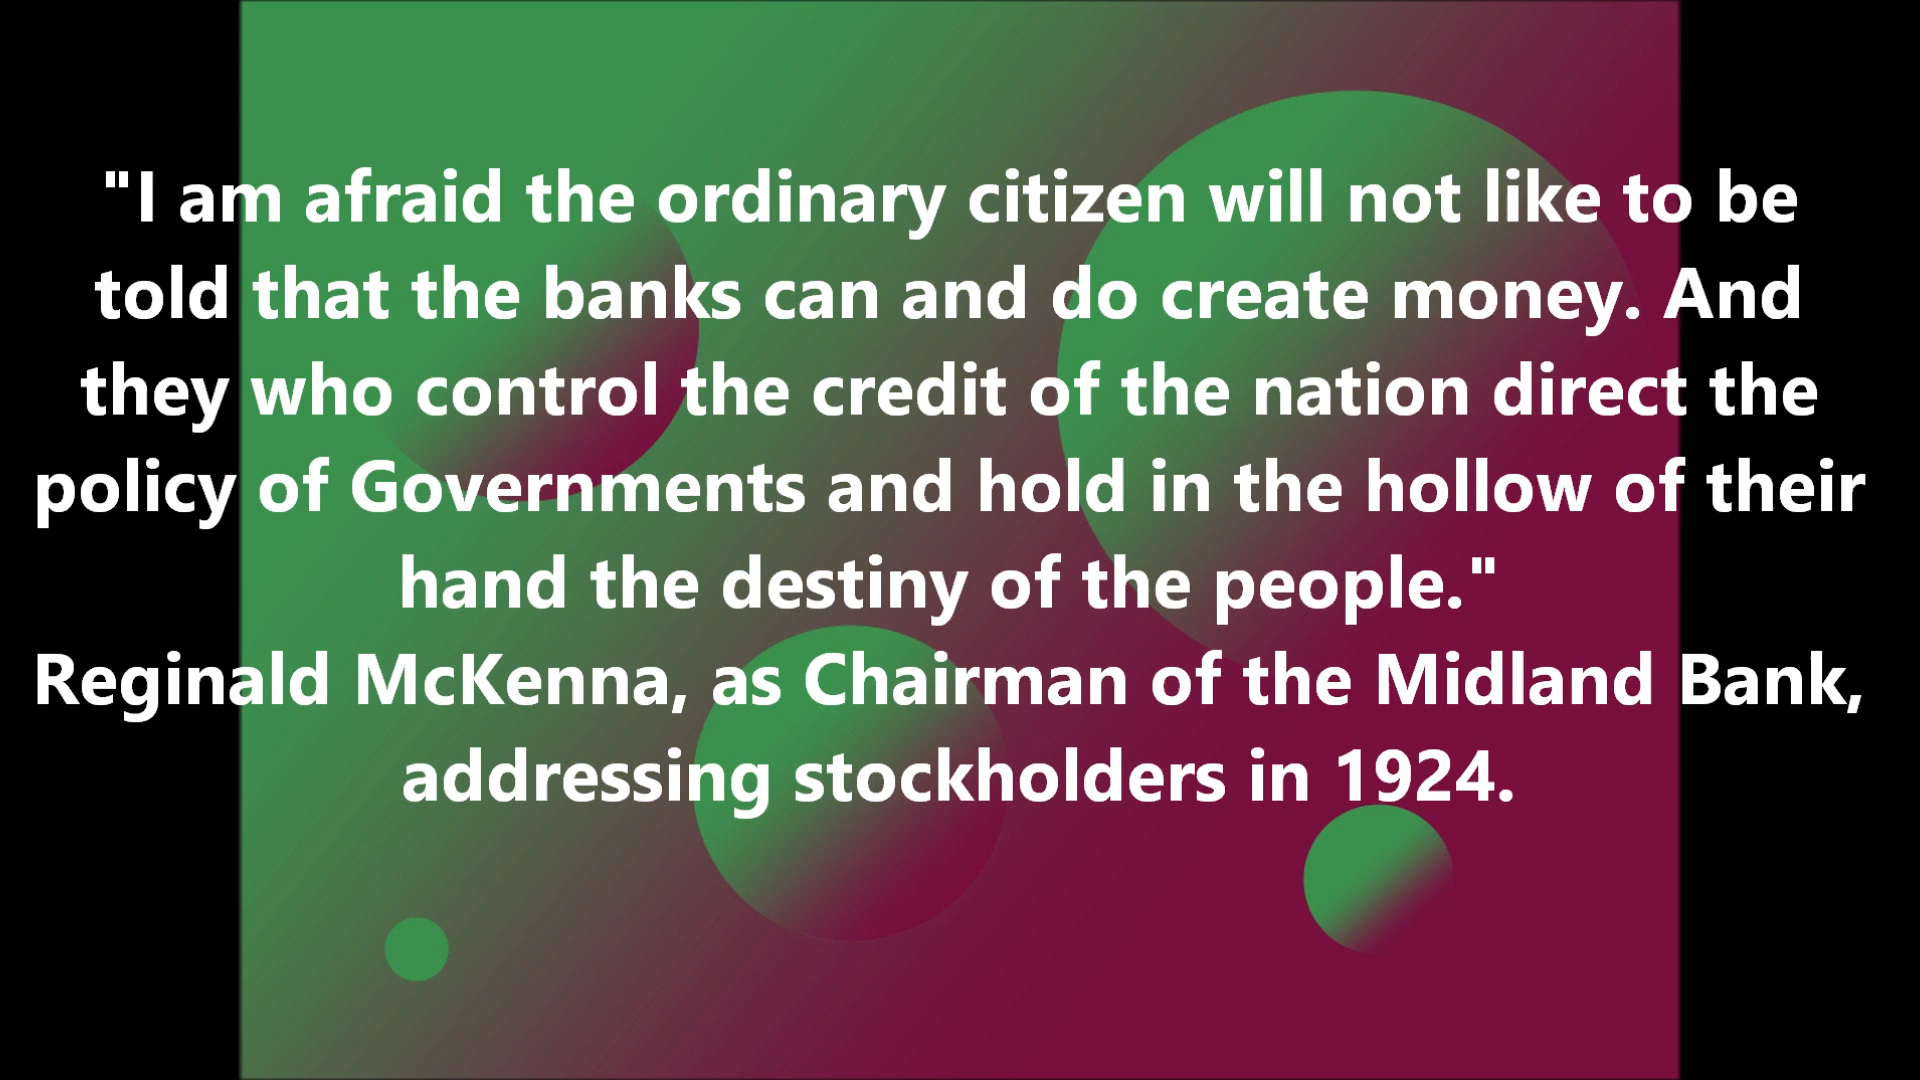 "I am afraid the ordinary citizen will not like to be
told that the banks can and do create money. And
they who control the credit of the nation direct the
policy of Governments and hold in the hollow of their
hand the destiny of the people."
Reginald McKenna, as Chairman of the Midland Bank,
addressing stockholders in 1924.